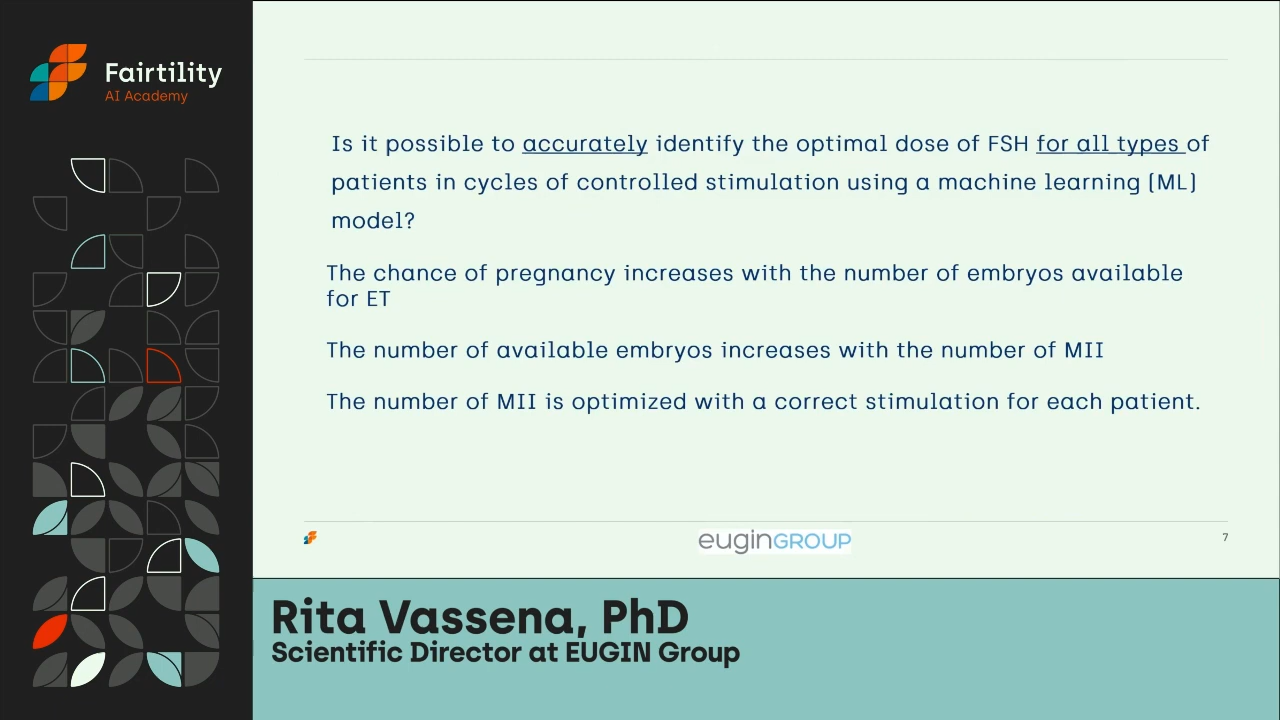 Fairtility
AI Academy
Is it possible to accurately identify the optimal dose of FSH for all types of
patients in cycles of controlled stimulation using a machine learning (ML)
model?
The chance of pregnancy increases with the number of embryos available
for ET
The number of available embryos increases with the number of MII
The number of MII is optimized with a correct stimulation for each patient.
euginGROUP
7
Rita Vassena, PhD
Scientific Director at EUGIN Group